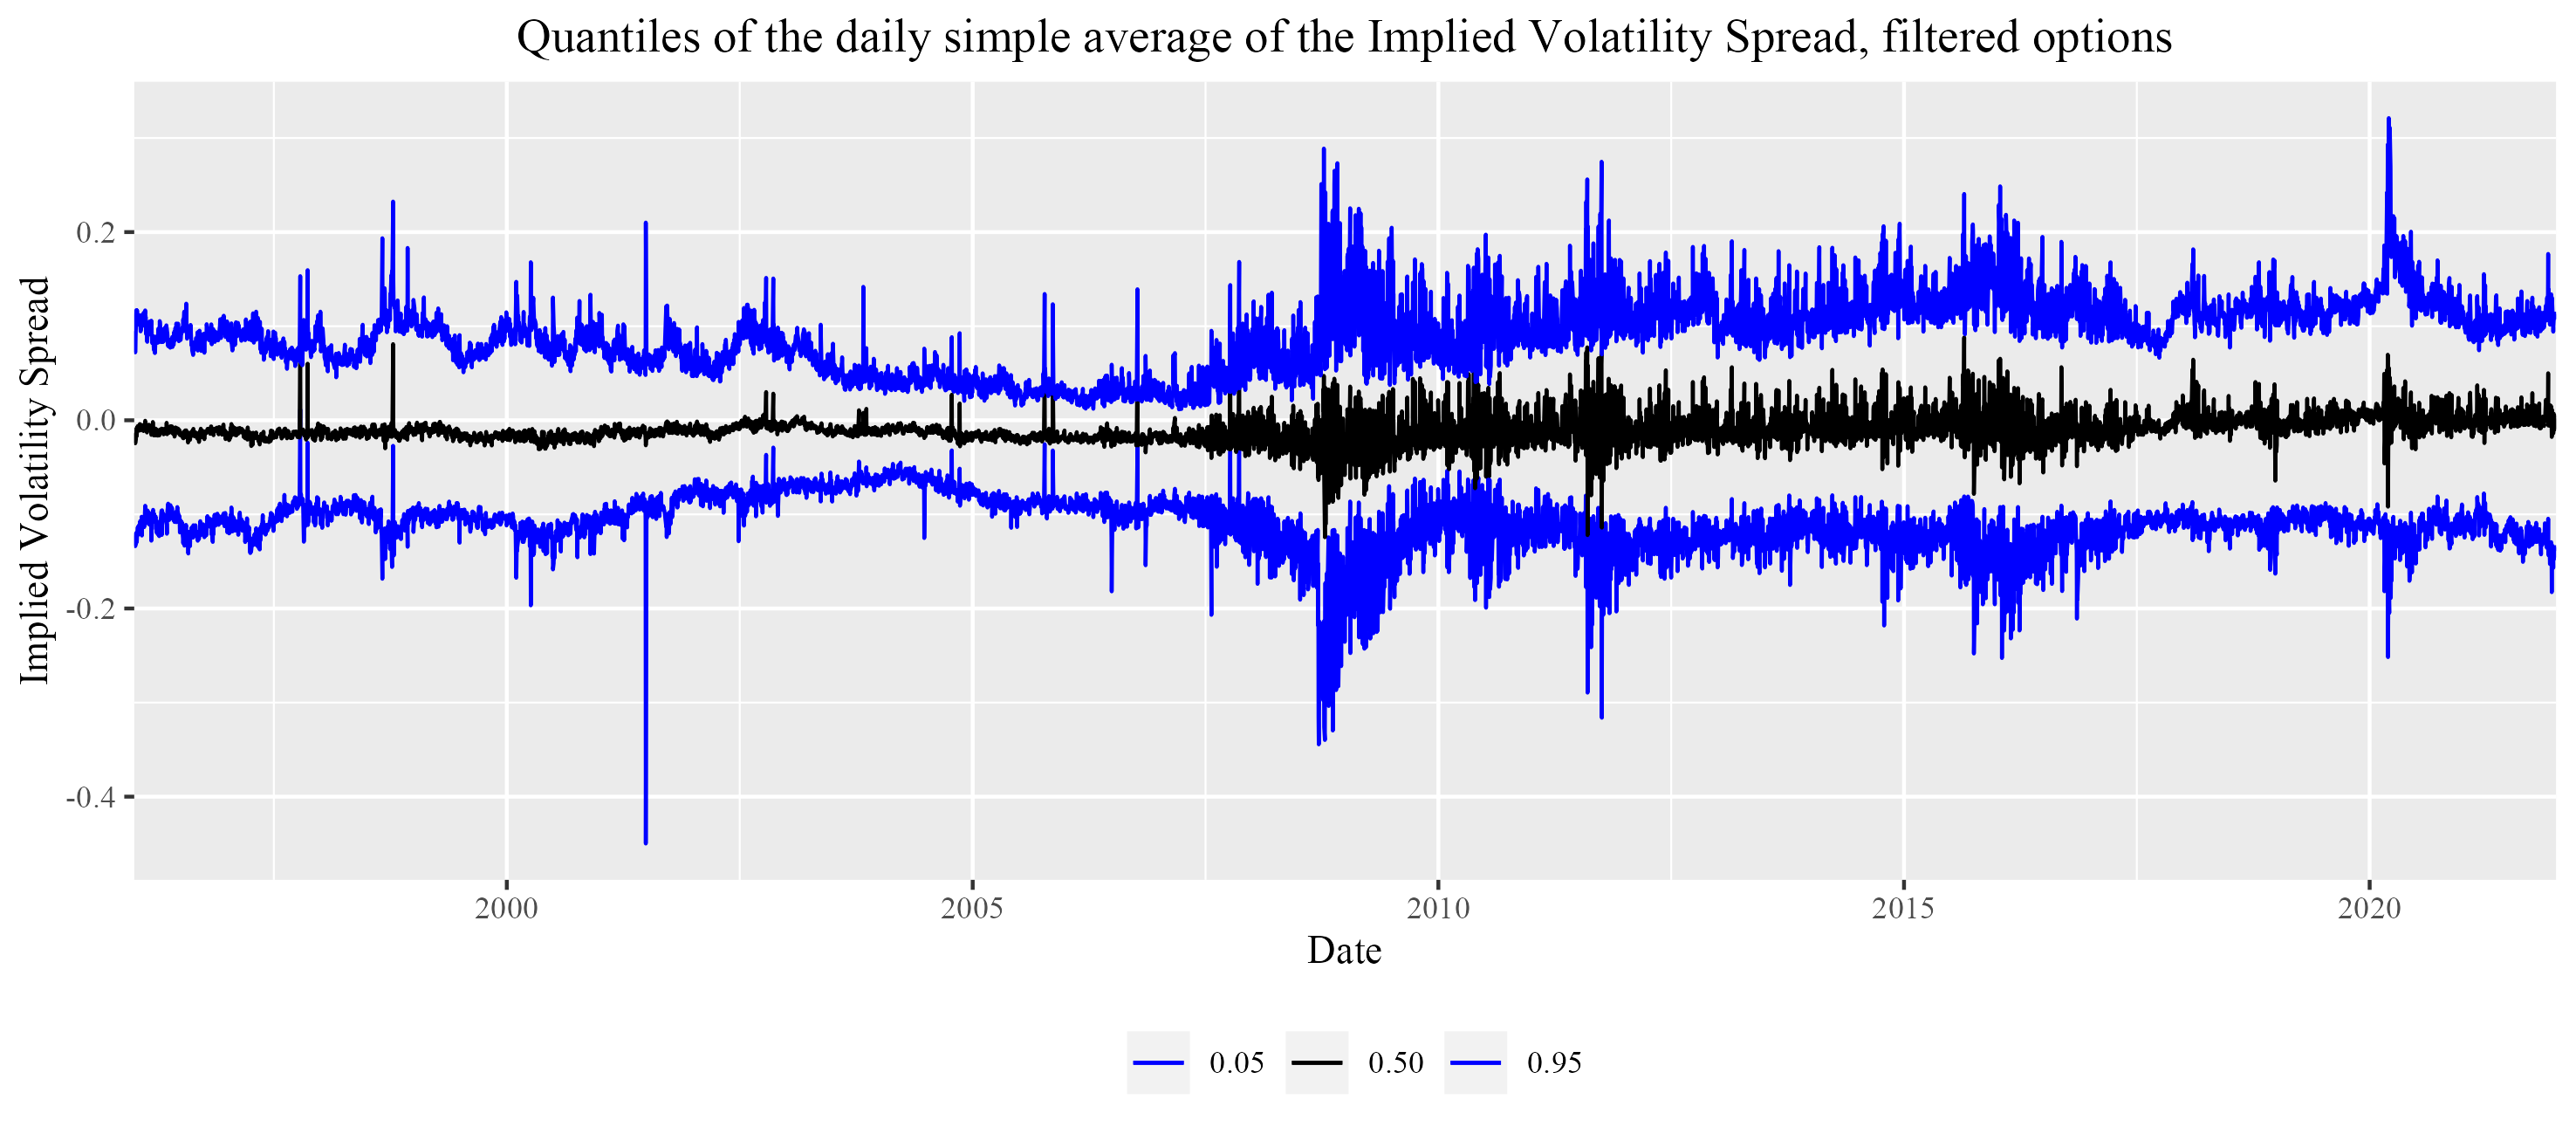 Quantiles of the daily simple average of the Implied Volatility Spread, filtered options
Implied Volatility Spread
0.2
0.0
-0.2
-0.4
2000 2005 2010 2015 2020
Date
0.05 0.50 0.95